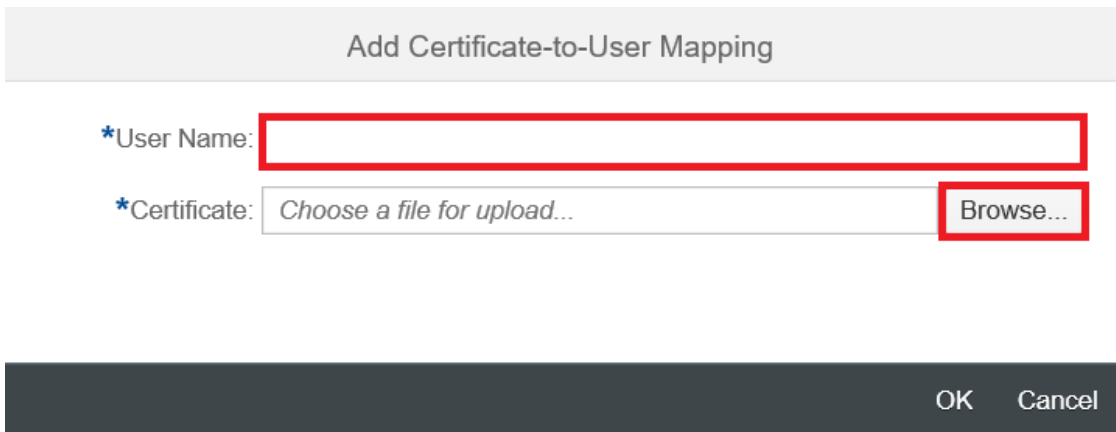 Add Certificate-to-User Mapping
*User Name:
*Certificate: Choose a file for upload... Browse...
OK Cancel